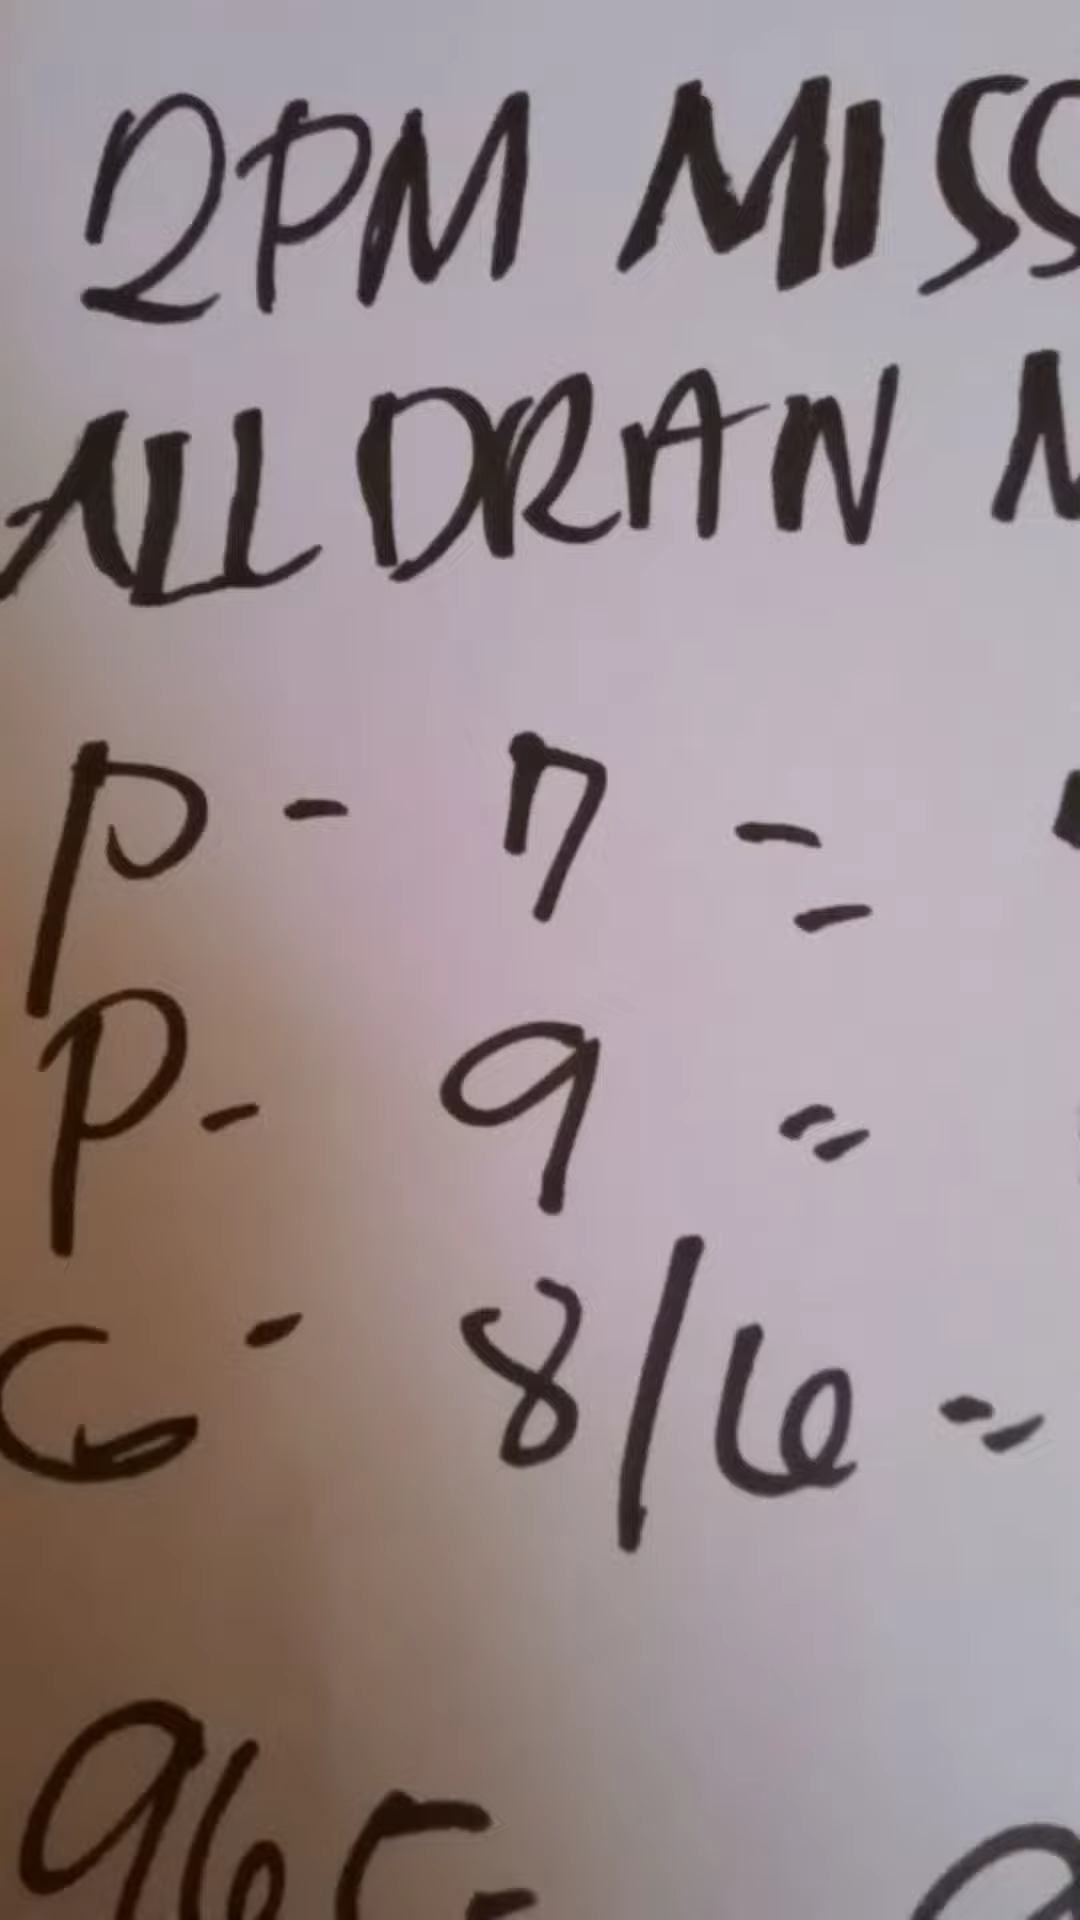 2PM MISS
ALL DRAW
P - 7 =
P - 9 =
C - 8/6 =
965